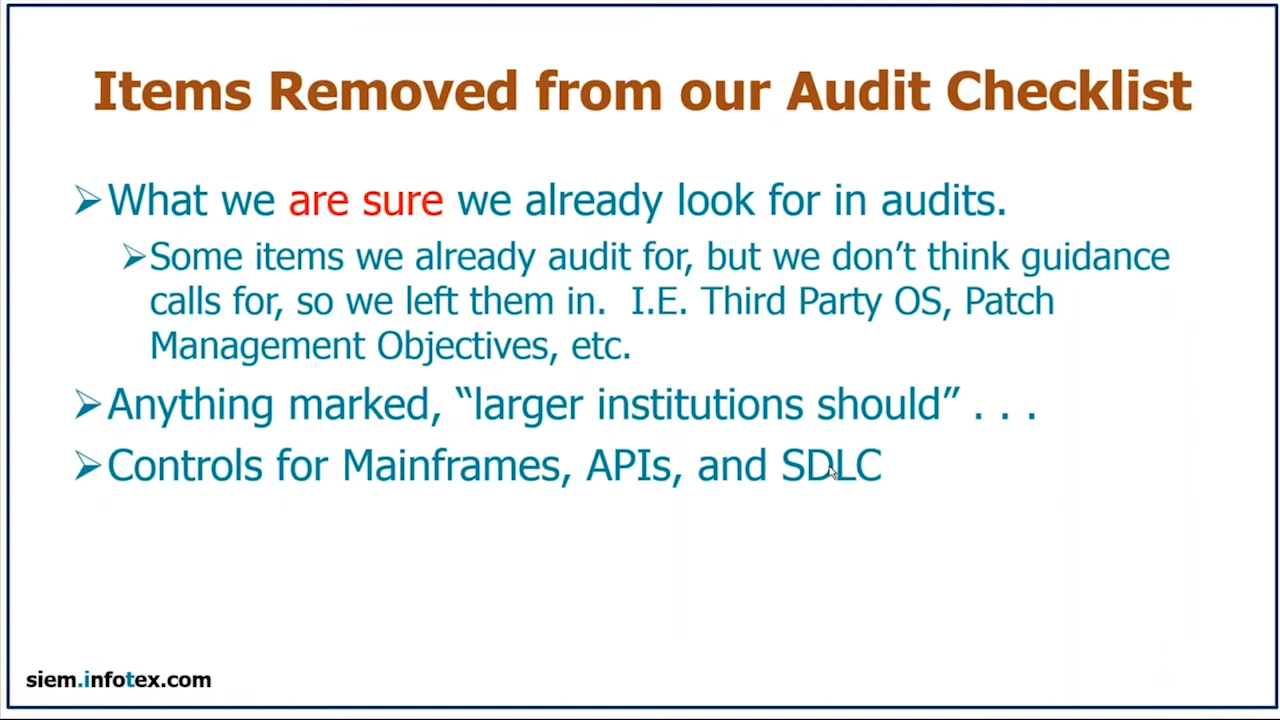 Items Removed from our Audit Checklist
➢What we are sure we already look for in audits.
➢Some items we already audit for, but we don’t think guidance
calls for, so we left them in.  I.E. Third Party OS, Patch
Management Objectives, etc.
➢Anything marked, “larger institutions should” . . .
➢Controls for Mainframes, APIs, and SDLC
siem.infotex.com